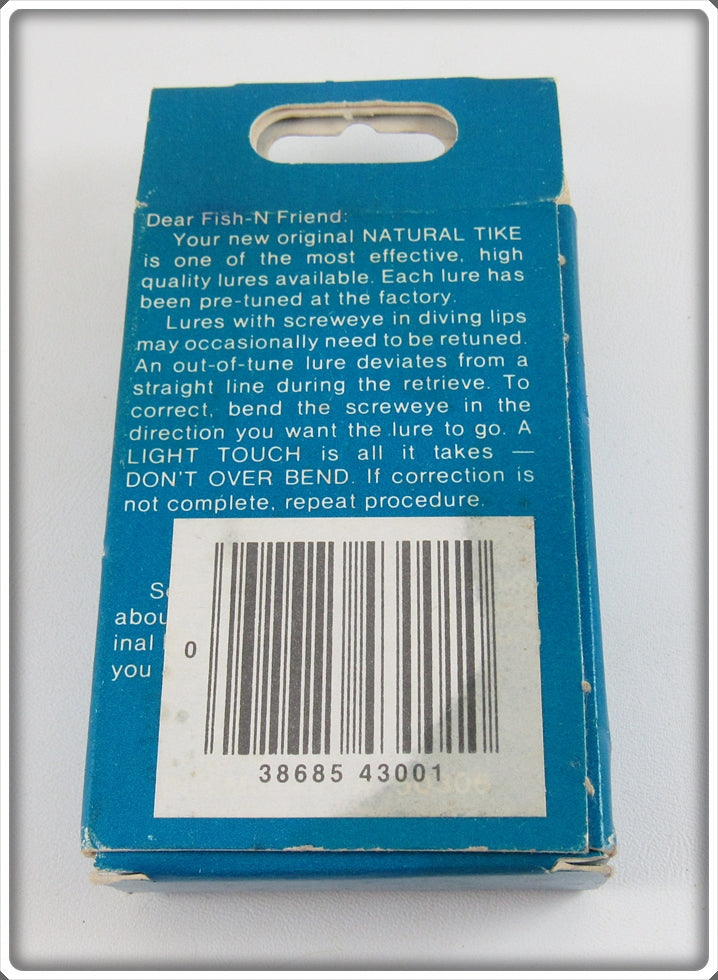 Dear Fish-N Friend:
Your new original NATURAL TIKE
is one of the most effective, high
quality lures available. Each lure has
been pre-tuned at the factory.
Lures with screweye in diving lips
may occasionally need to be retuned.
An out-of-tune lure deviates from a
straight line during the retrieve. To
correct, bend the screweye in the
direction you want the lure to go. A
LIGHT TOUCH is all it takes —
DON'T OVER BEND. If correction is
not complete, repeat procedure.
inal
you
0
38685 43001